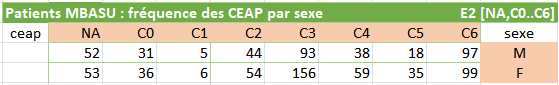 Patients MBASU : fréquence des CEAP par sexe E2 [NA,C0..C6]
ceap NA C0 C1 C2 C3 C4 C5 C6 sexe
52 31 5 44 93 38 18 97 M
53 36 6 54 156 59 35 99 F